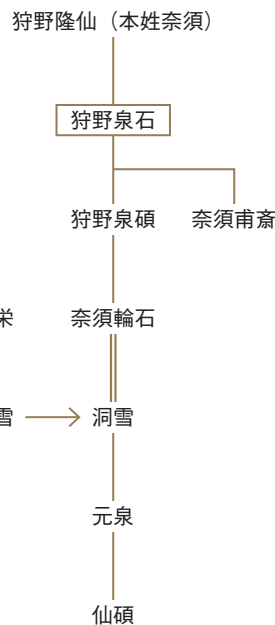 狩野隆仙（本姓奈須）
狩野泉石
狩野泉碩
奈須甫斎
栄
奈須輪石
雪
洞雪
元泉
仙碩